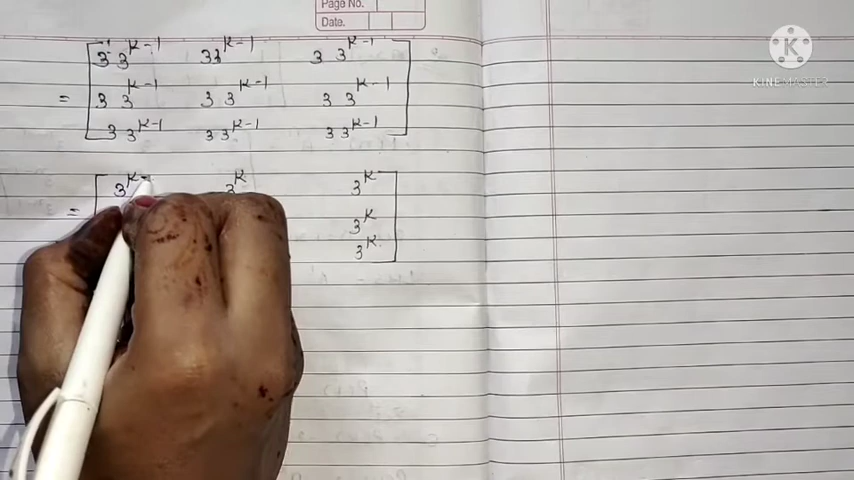 Page No.
Date.
K
KINEMASTER
3 3^K-1 3 3^K-1 3 3^K-1
= 3 3^K-1 3 3^K-1 3 3^K-1
3 3^K-1 3 3^K-1 3 3^K-1
3^K- 3^K 3^K
= 3^K
3^K